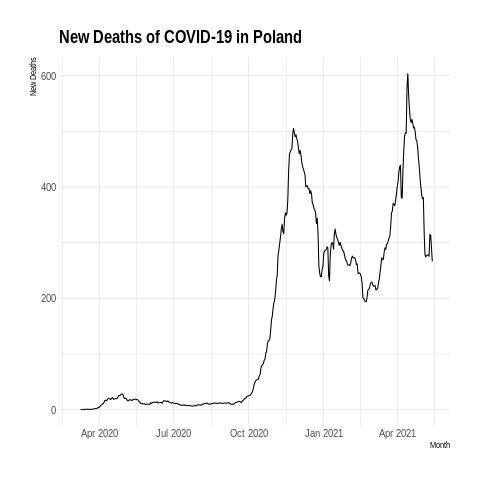 New Deaths of COVID-19 in Poland
New Deaths
600
400
200
0
Apr 2020
Jul 2020
Oct 2020
Jan 2021
Apr 2021
Month